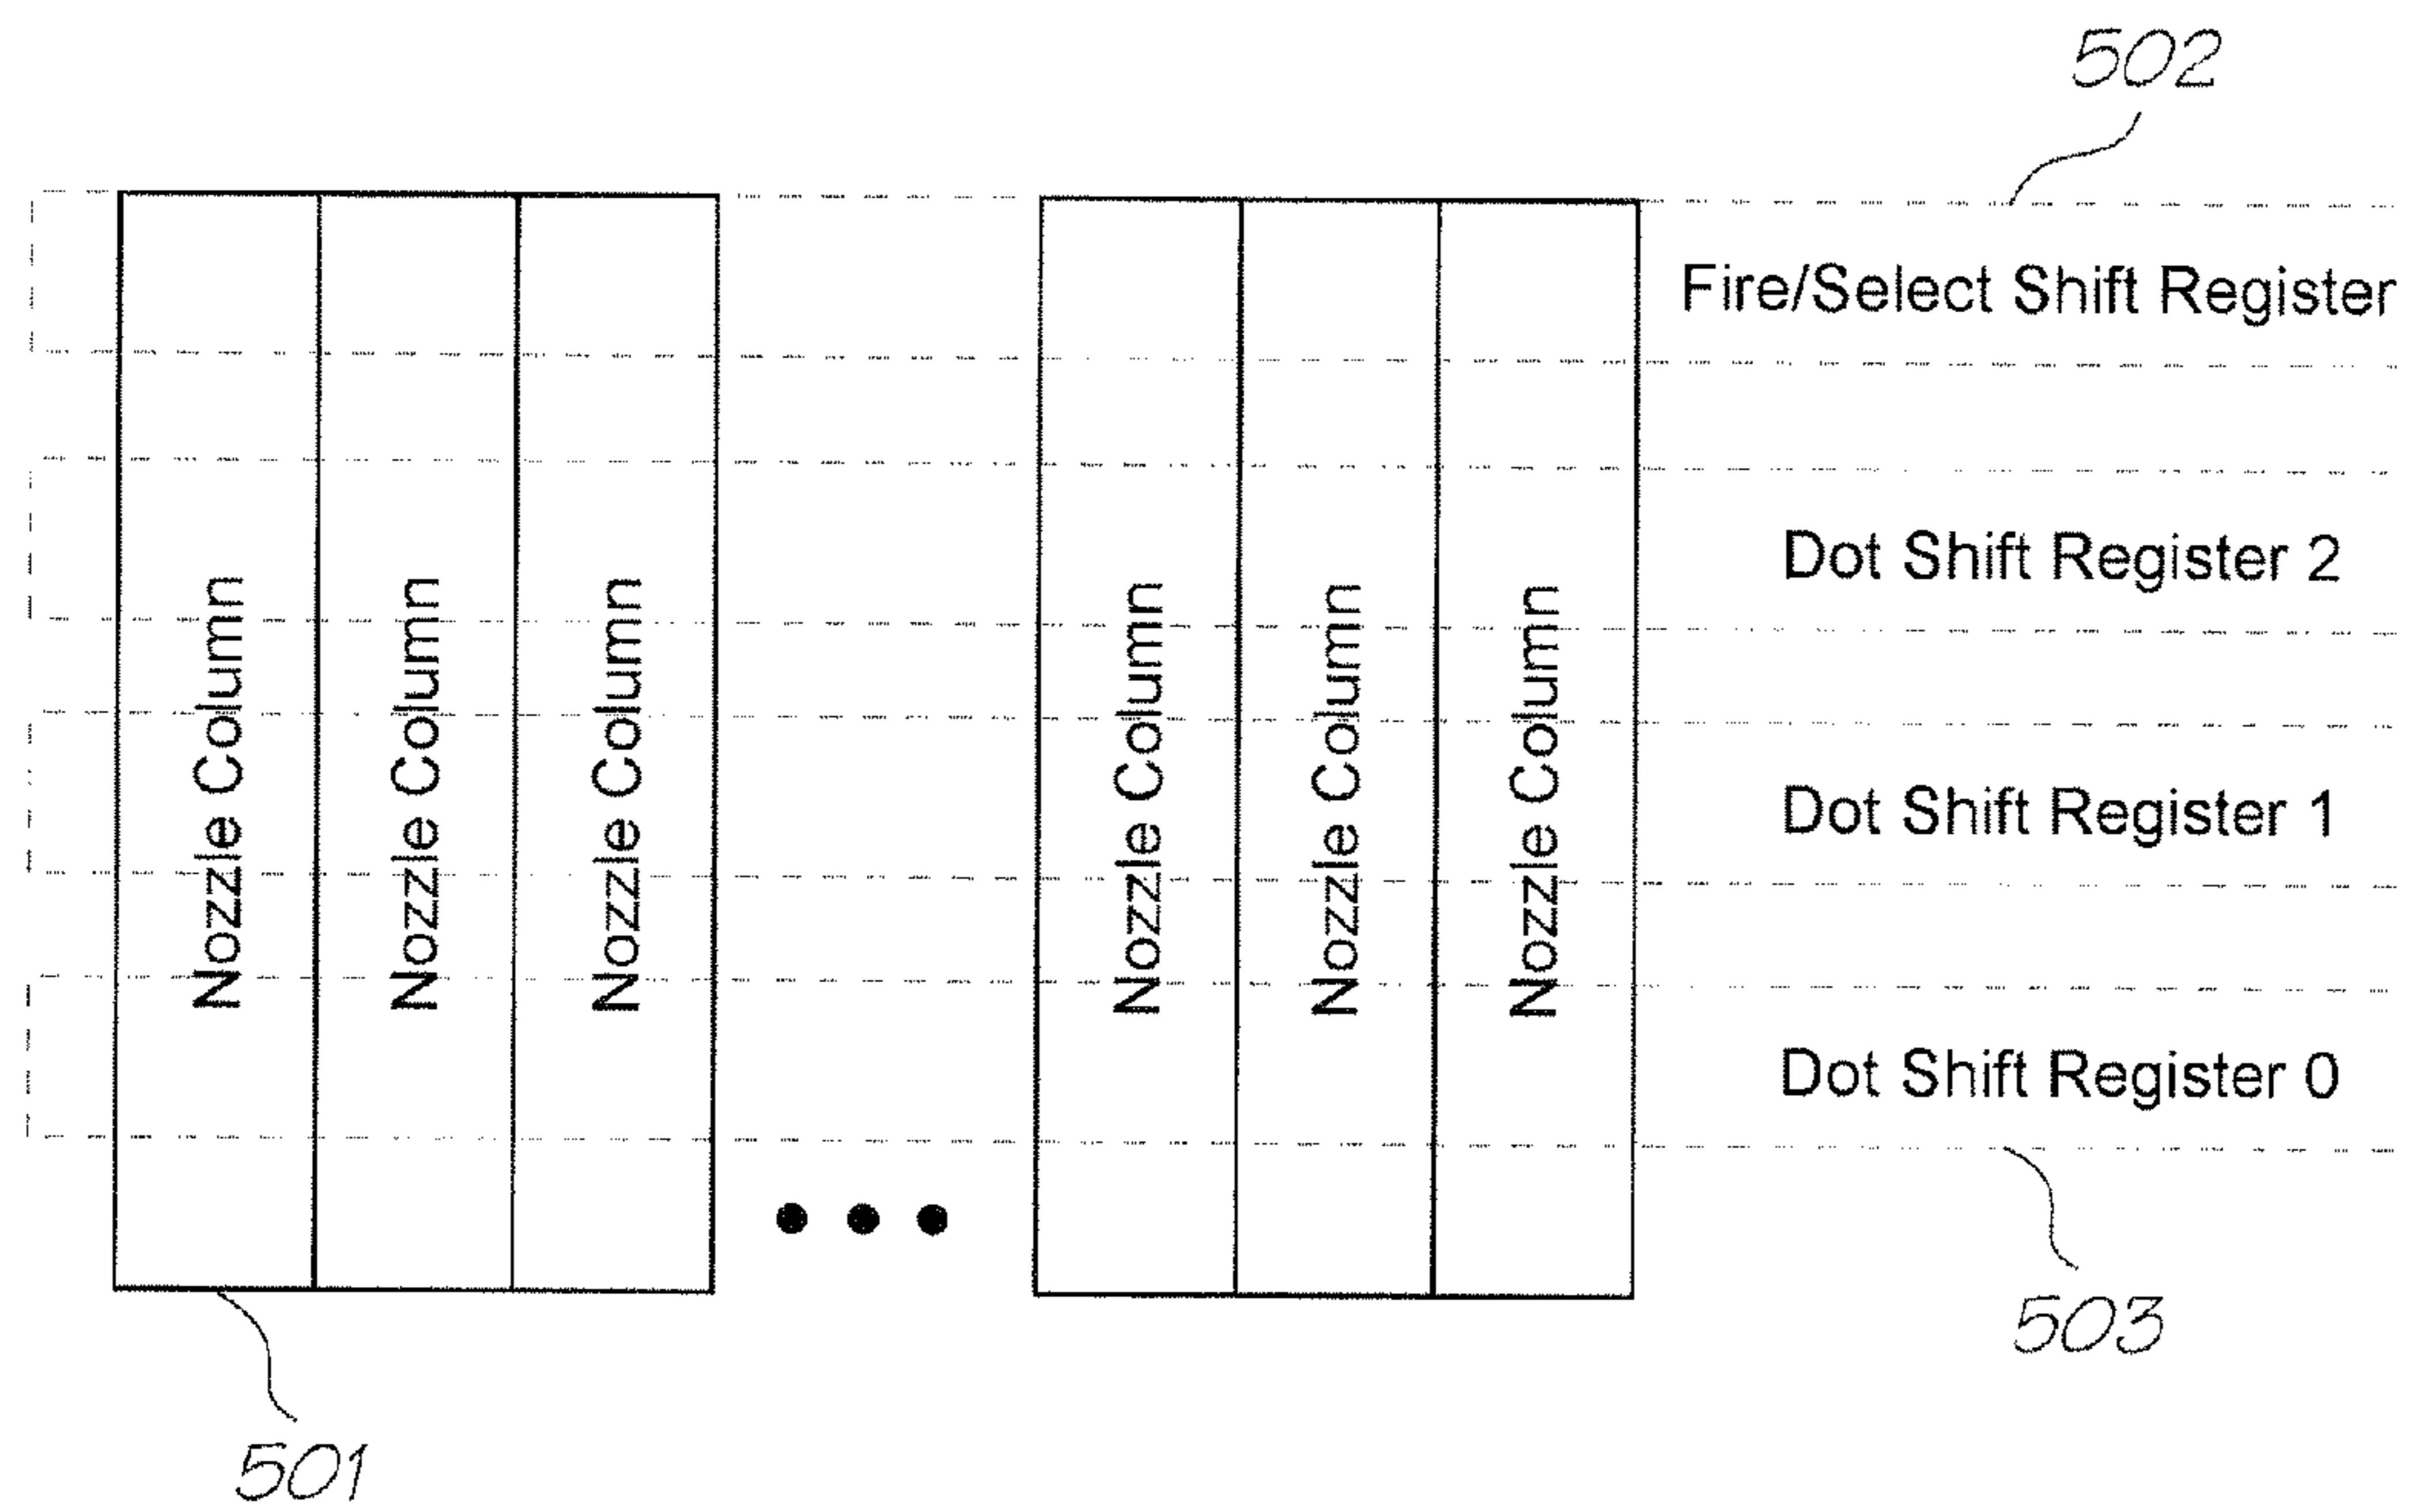 502
Fire/Select Shift Register
Dot Shift Register 2
Nozzle Column
Nozzle Column
Nozzle Column
Nozzle Column
Nozzle Column
Nozzle Column
Dot Shift Register 1
Dot Shift Register 0
503
501